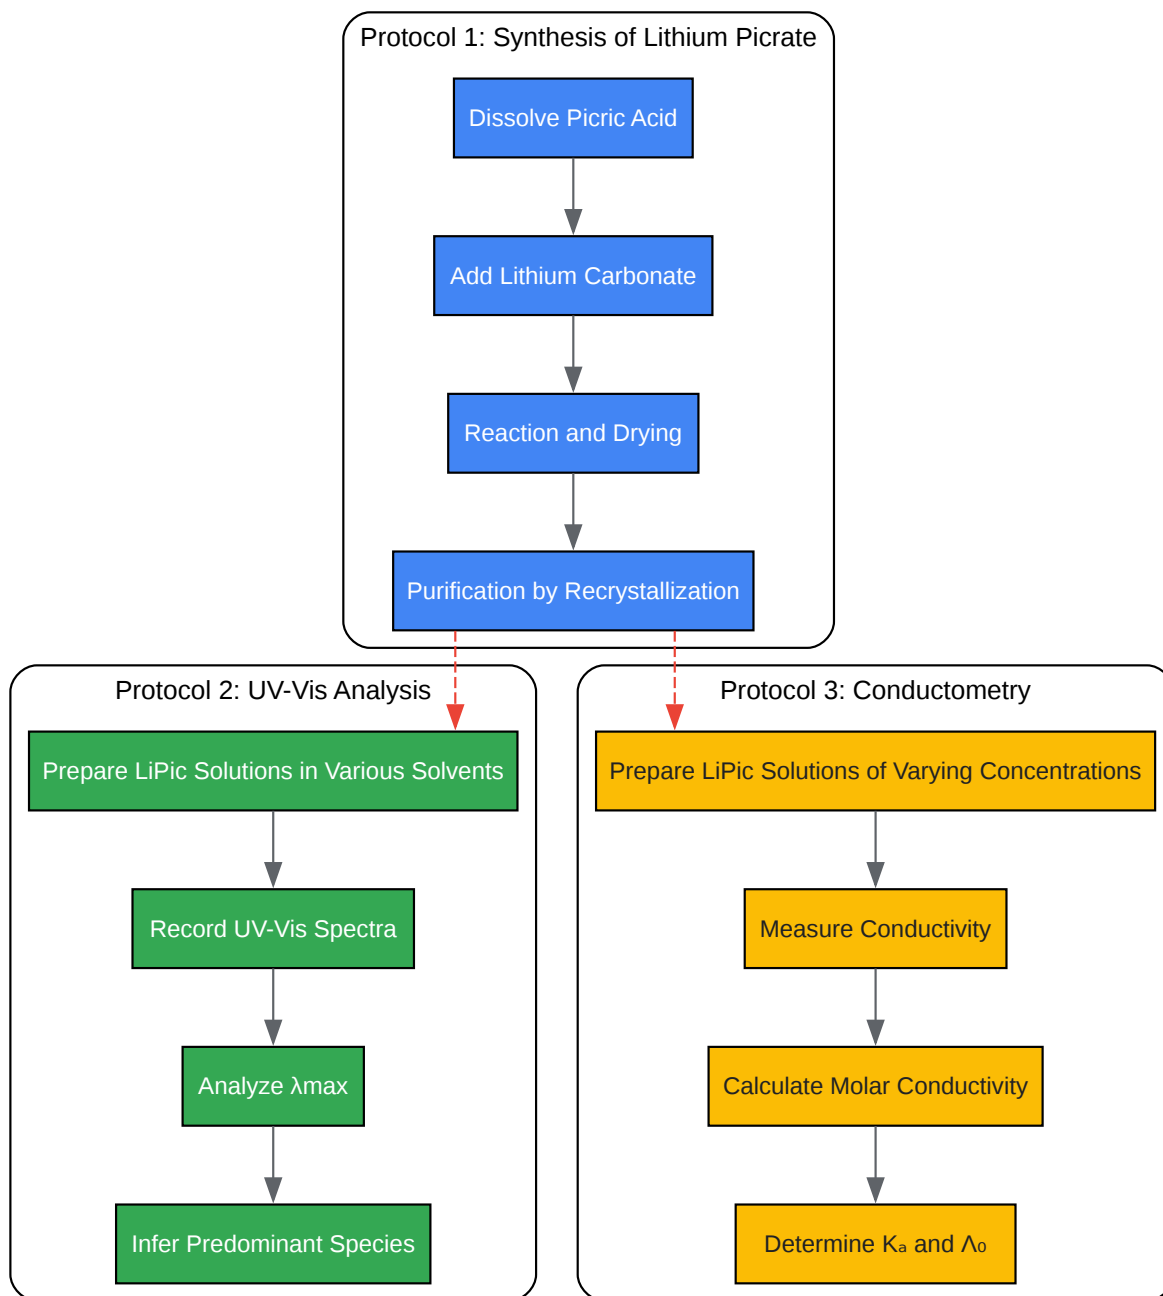 Protocol 1: Synthesis of Lithium Picrate
Dissolve Picric Acid
Add Lithium Carbonate
Reaction and Drying
Purification by Recrystallization
Protocol 2: UV-Vis Analysis
Prepare LiPic Solutions in Various Solvents
Record UV-Vis Spectra
Analyze λmax
Infer Predominant Species
Protocol 3: Conductometry
Prepare LiPic Solutions of Varying Concentrations
Measure Conductivity
Calculate Molar Conductivity
Determine Kₐ and Λ₀